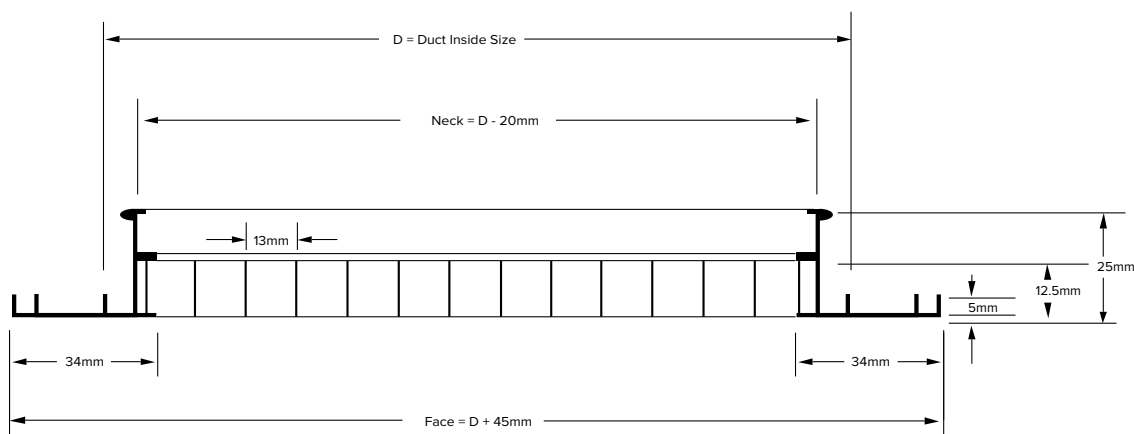 D = Duct Inside Size
Neck = D - 20mm
13mm
25mm
12.5mm
5mm
34mm
34mm
Face = D + 45mm